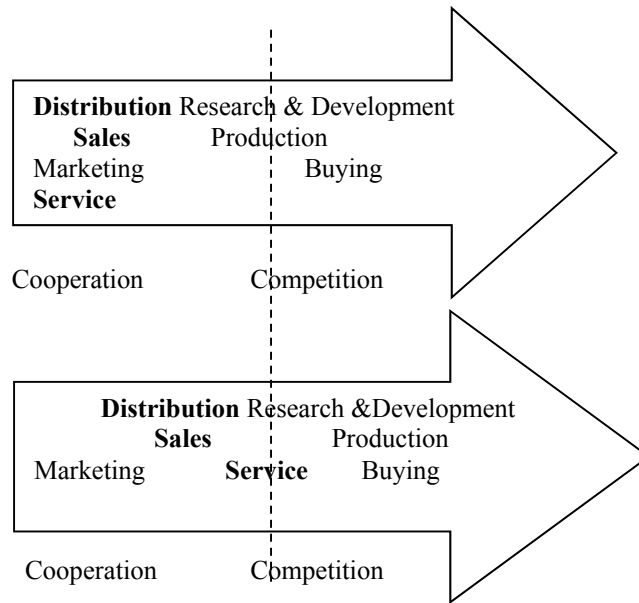 Distribution Research & Development
Sales Production
Marketing Buying
Service
Cooperation Competition
Distribution Research &Development
Sales Production
Marketing Service Buying
Cooperation Competition